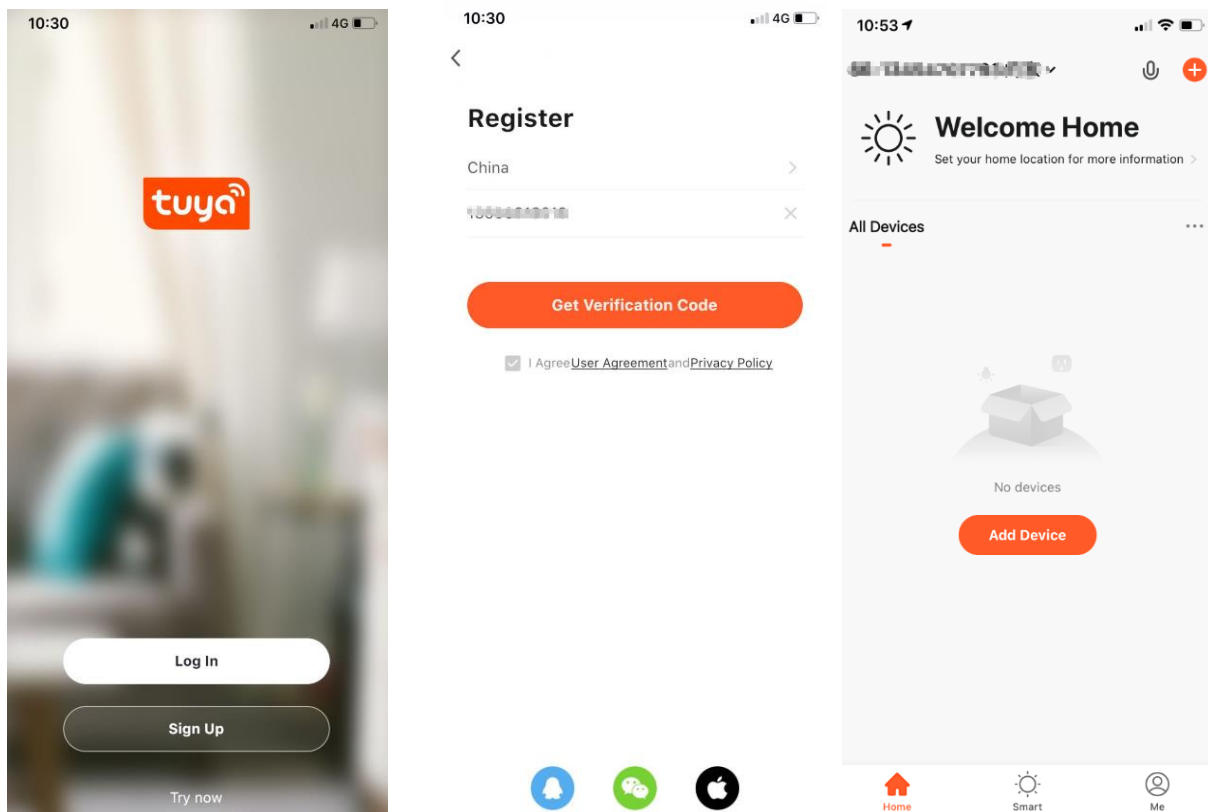 10:30
4G
tuya
Log In
Sign Up
Try now
10:30
4G
Register
China
Get Verification Code
I Agree User Agreement and Privacy Policy
10:53
Welcome Home
Set your home location for more information
All Devices
No devices
Add Device
Home
Smart
Me